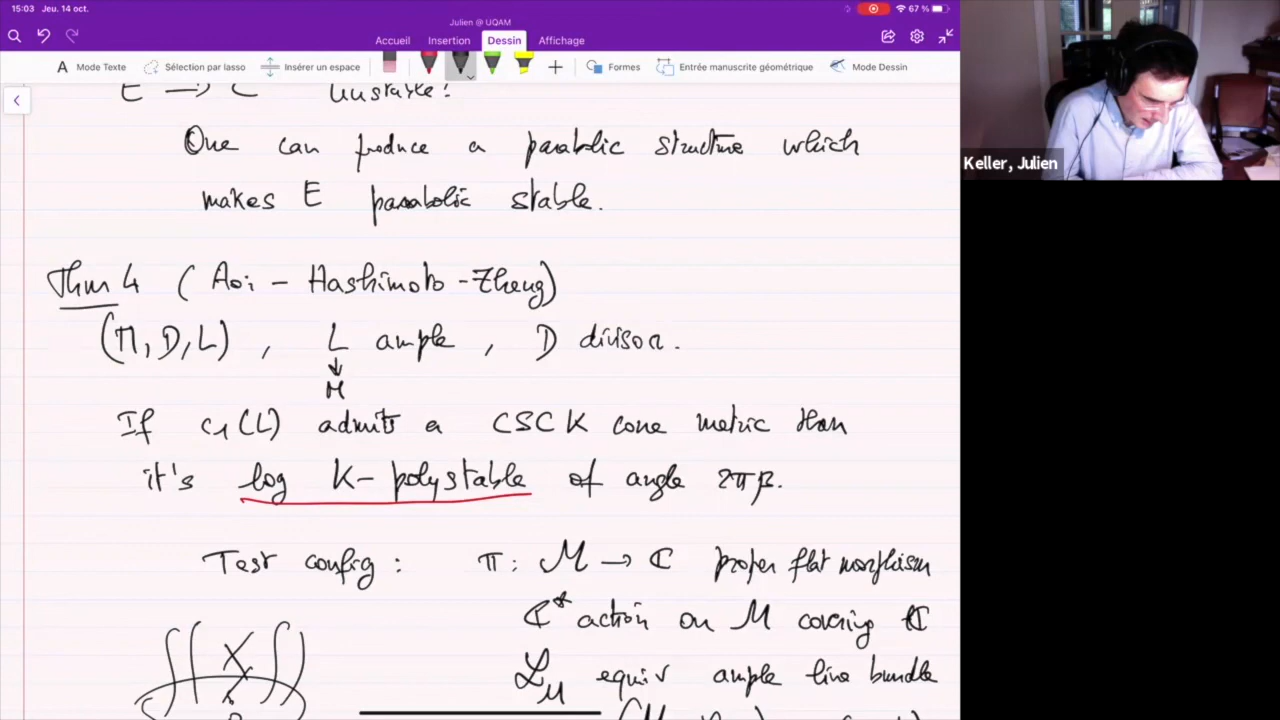 15:03 Jeu. 14 oct.
67 %
Julien @ UQAM
Accueil Insertion Dessin Affichage
A Mode Texte Sélection par lasso Insérer un espace Formes Entrée manuscrite géométrique Mode Dessin
E → C Unstable?
One can produce a parabolic structure which
makes E parabolic stable.
Thm 4 (Aoi - Hashimoto - Zheng)
(M, D, L) , L ample , D divisor.
↓
M
If c1(L) admits a CSCK cone metric then
it's log K-polystable of angle 2πβ.
Test config : π : M → C proper flat morphism
C* action on M covering C
L_M equiv ample line bundle
Keller, Julien